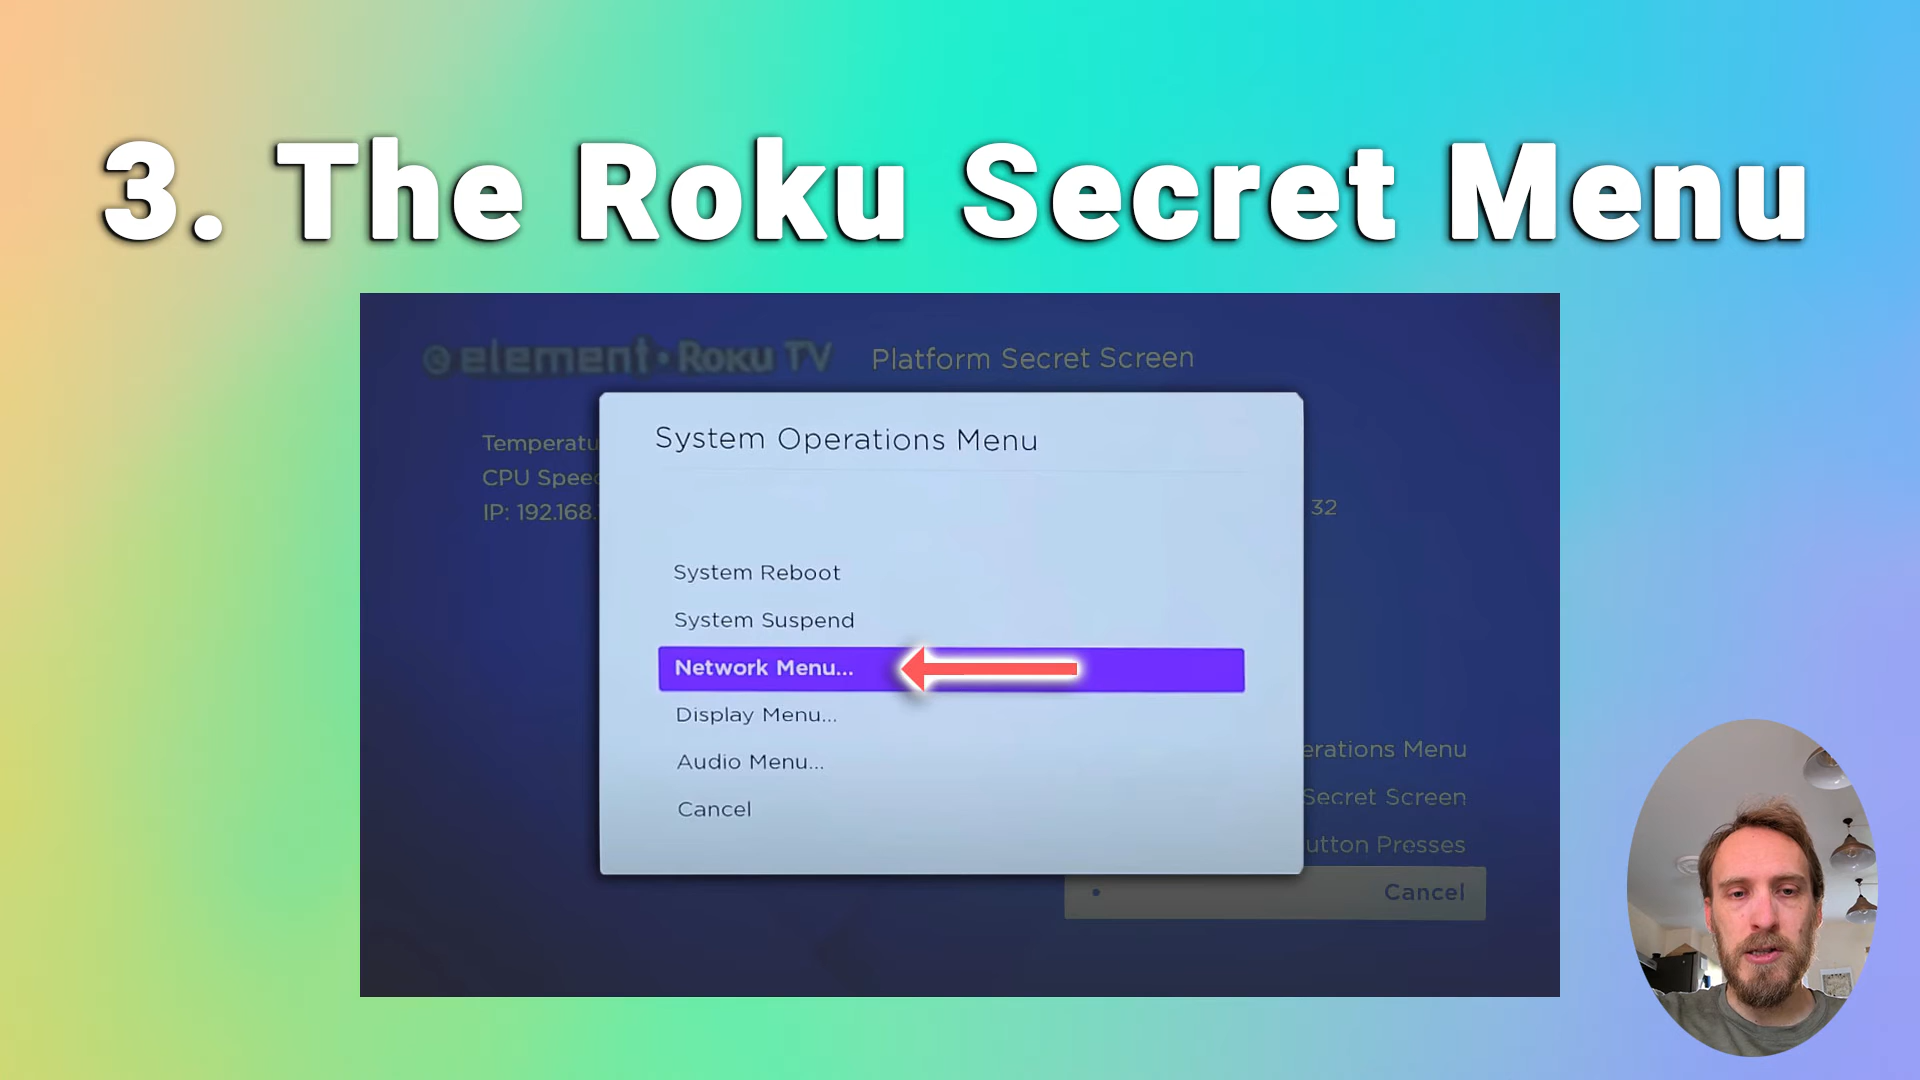 3. The Roku Secret Menu
element • Roku TV Platform Secret Screen
System Operations Menu
Temperatu
CPU Speed
IP: 192.168.
32
System Reboot
System Suspend
Network Menu...
Display Menu...
Audio Menu...
Cancel
erations Menu
Secret Screen
utton Presses
• Cancel